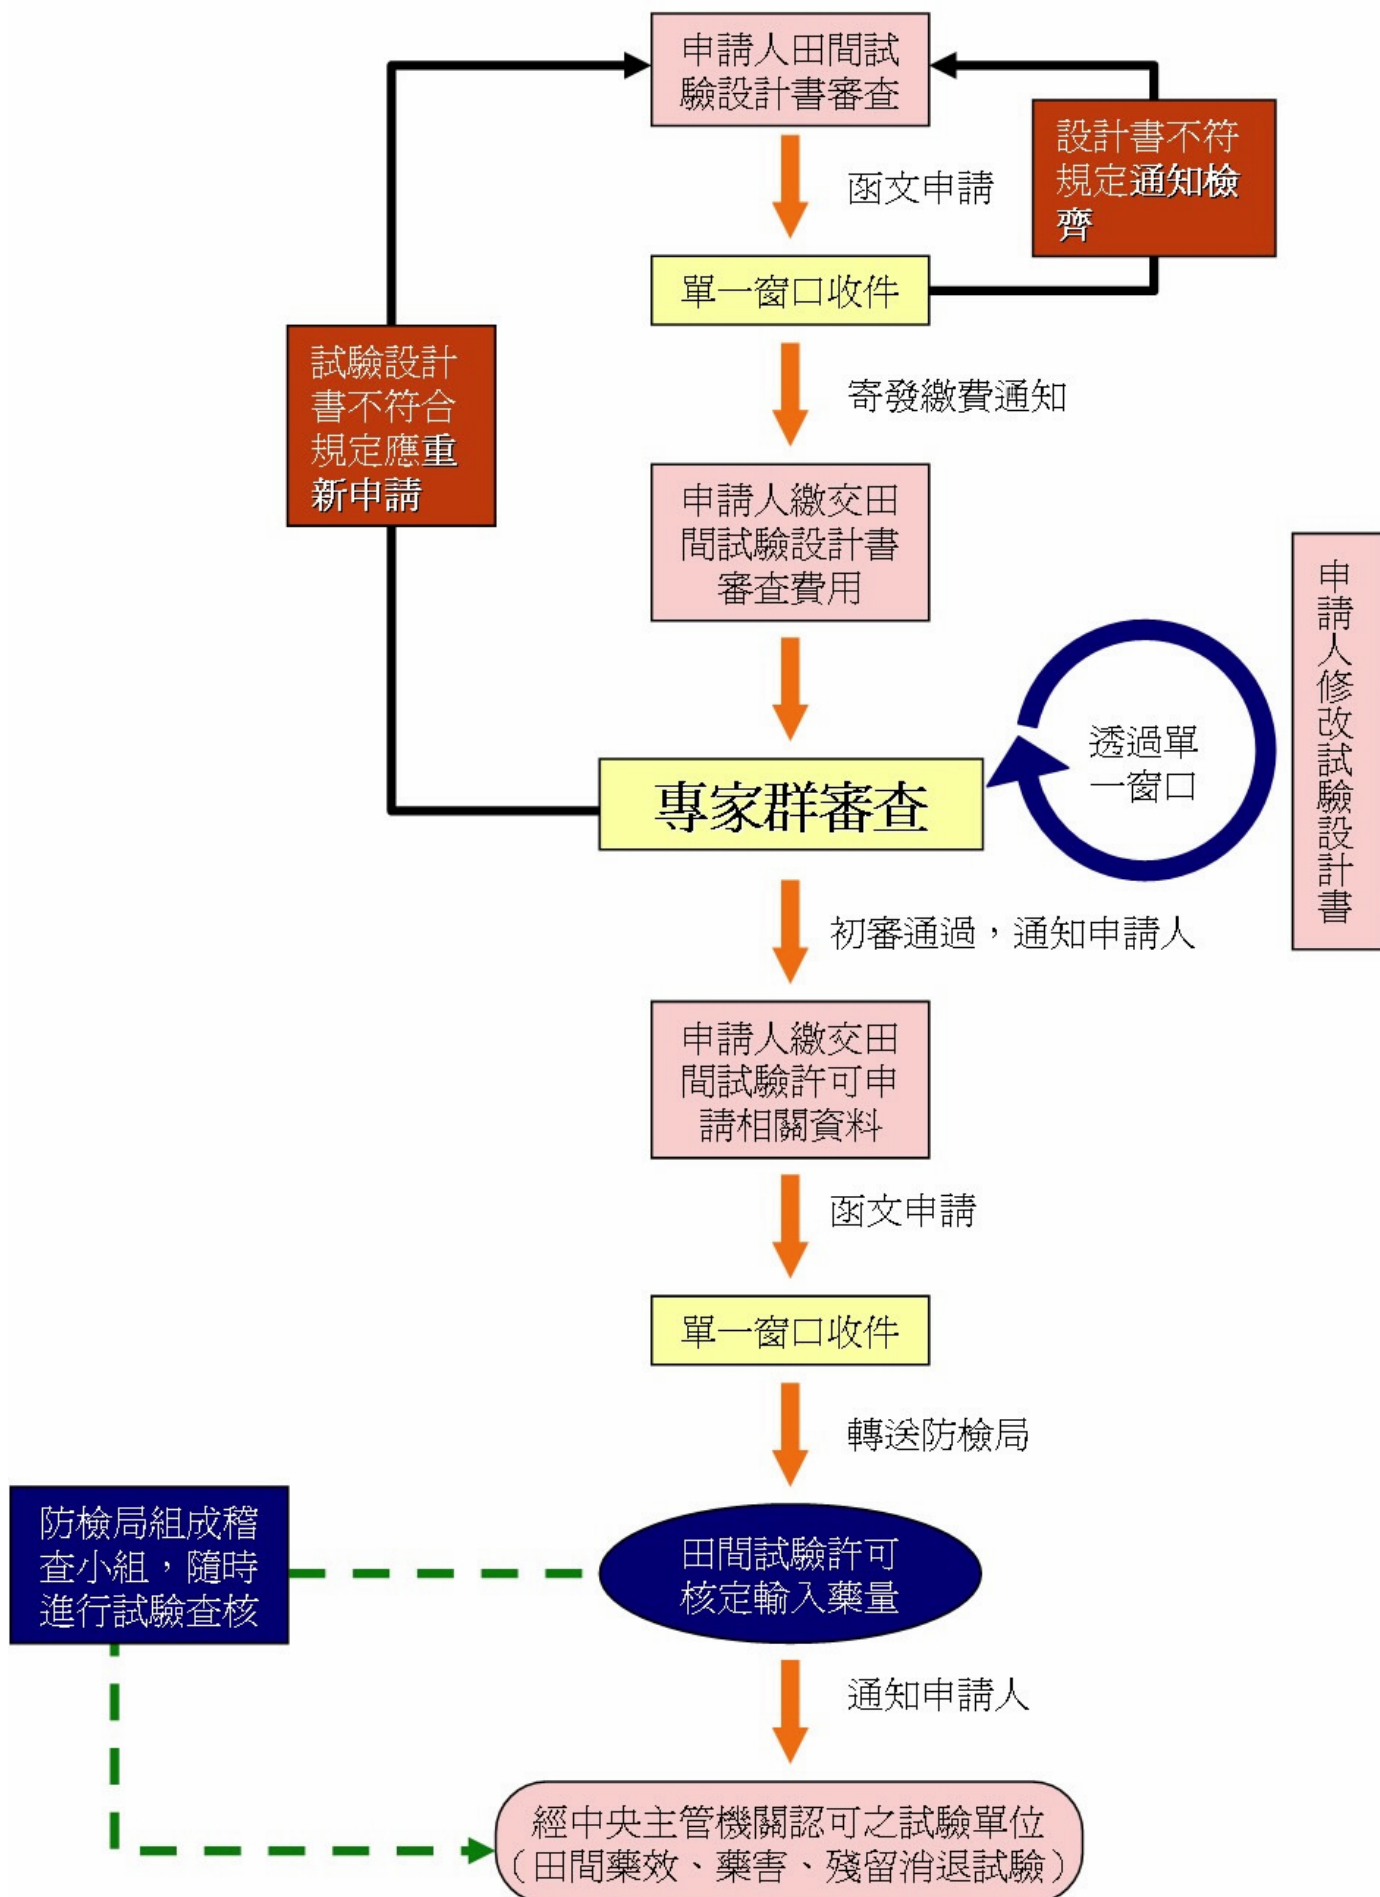 申請人田間試
驗設計書審查
設計書不符
規定通知檢
齊
函文申請
單一窗口收件
試驗設計
書不符合
規定應重
新申請
寄發繳費通知
申請人繳交田
間試驗設計書
審查費用
申請人修改試驗設計書
透過單
一窗口
專家群審查
初審通過，通知申請人
申請人繳交田
間試驗許可申
請相關資料
函文申請
單一窗口收件
轉送防檢局
防檢局組成稽
查小組，隨時
進行試驗查核
田間試驗許可
核定輸入藥量
通知申請人
經中央主管機關認可之試驗單位
（田間藥效、藥害、殘留消退試驗）